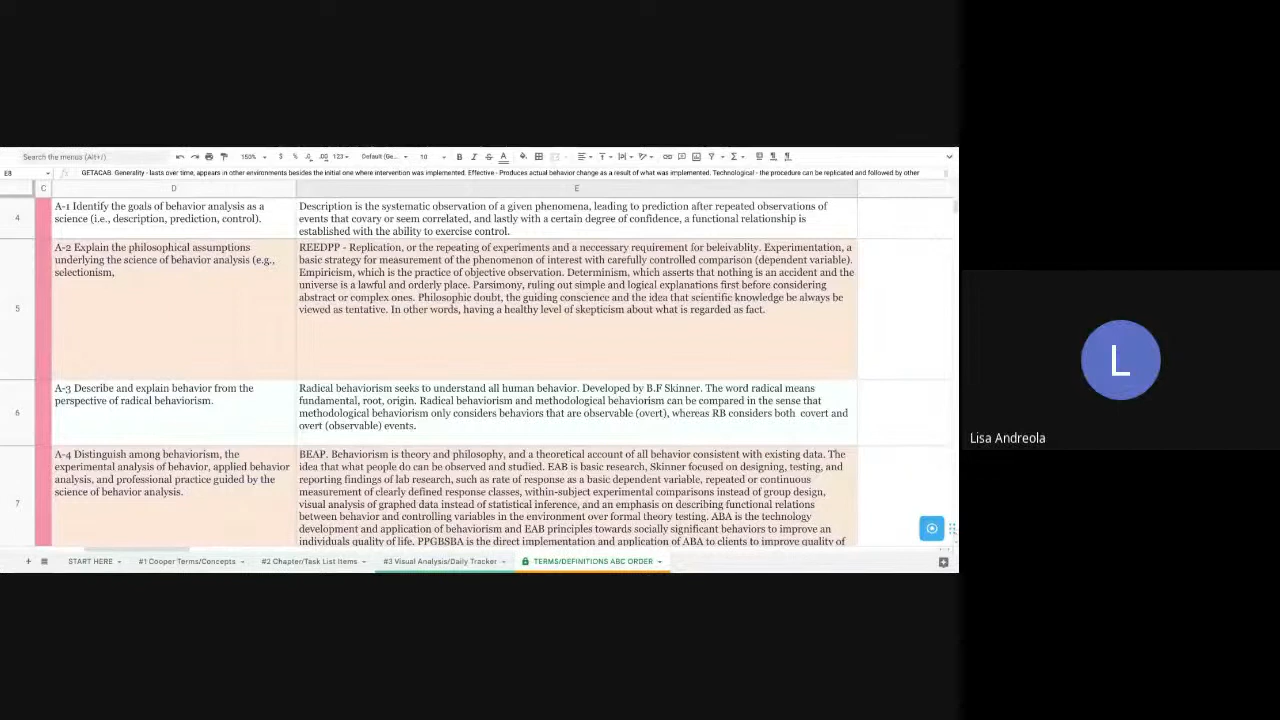 Search the menus (Alt+/)
150%
$
%
.0
.00
123
Default (Ge...
10
B
I
S
A
E8
GETACAB. Generality - lasts over time, appears in other environments besides the initial one where intervention was implemented. Effective - Produces actual behavior change as a result of what was implemented. Technological - the procedure can be replicated and followed by other
C
D
E
4
A-1 Identify the goals of behavior analysis as a
science (i.e., description, prediction, control).
Description is the systematic observation of a given phenomena, leading to prediction after repeated observations of
events that covary or seem correlated, and lastly with a certain degree of confidence, a functional relationship is
established with the ability to exercise control.
5
A-2 Explain the philosophical assumptions
underlying the science of behavior analysis (e.g.,
selectionism,
REEDPP - Replication, or the repeating of experiments and a neccessary requirement for beleivablity. Experimentation, a
basic strategy for measurement of the phenomenon of interest with carefully controlled comparison (dependent variable).
Empiricism, which is the practice of objective observation. Determinism, which asserts that nothing is an accident and the
universe is a lawful and orderly place. Parsimony, ruling out simple and logical explanations first before considering
abstract or complex ones. Philosophic doubt, the guiding conscience and the idea that scientific knowledge be always be
viewed as tentative. In other words, having a healthy level of skepticism about what is regarded as fact.
6
A-3 Describe and explain behavior from the
perspective of radical behaviorism.
Radical behaviorism seeks to understand all human behavior. Developed by B.F Skinner. The word radical means
fundamental, root, origin. Radical behaviorism and methodological behaviorism can be compared in the sense that
methodological behaviorism only considers behaviors that are observable (overt), whereas RB considers both covert and
overt (observable) events.
7
A-4 Distinguish among behaviorism, the
experimental analysis of behavior, applied behavior
analysis, and professional practice guided by the
science of behavior analysis.
BEAP. Behaviorism is theory and philosophy, and a theoretical account of all behavior consistent with existing data. The
idea that what people do can be observed and studied. EAB is basic research, Skinner focused on designing, testing, and
reporting findings of lab research, such as rate of response as a basic dependent variable, repeated or continuous
measurement of clearly defined response classes, within-subject experimental comparisons instead of group design,
visual analysis of graphed data instead of statistical inference, and an emphasis on describing functional relations
between behavior and controlling variables in the environment over formal theory testing. ABA is the technology
development and application of behaviorism and EAB principles towards socially significant behaviors to improve an
individuals quality of life. PPGBSBA is the direct implementation and application of ABA to clients to improve quality of
START HERE
#1 Cooper Terms/Concepts
#2 Chapter/Task List Items
#3 Visual Analysis/Daily Tracker
TERMS/DEFINITIONS ABC ORDER
L
Lisa Andreola